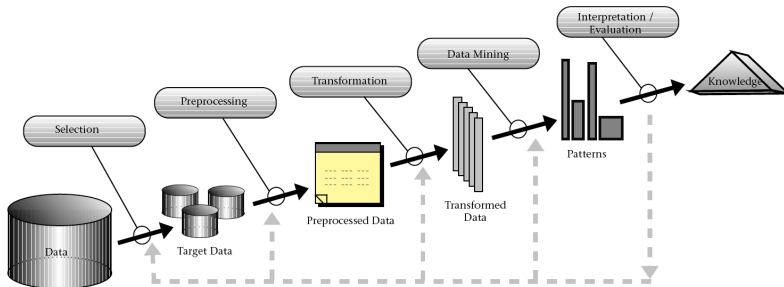 Interpretation /
Evaluation
Data Mining
Transformation
Preprocessing
Selection
Knowledge
Patterns
Transformed
Data
Preprocessed Data
Target Data
Data